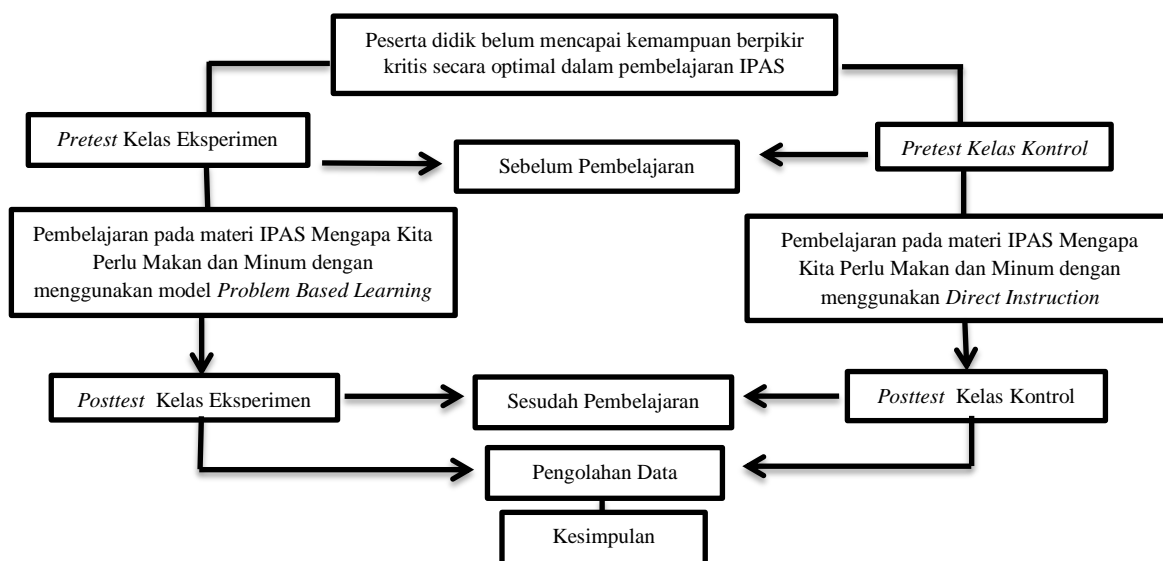 Peserta didik belum mencapai kemampuan berpikir
kritis secara optimal dalam pembelajaran IPAS
Pretest Kelas Eksperimen
Sebelum Pembelajaran
Pretest Kelas Kontrol
Pembelajaran pada materi IPAS Mengapa Kita
Perlu Makan dan Minum dengan
menggunakan model Problem Based Learning
Pembelajaran pada materi IPAS Mengapa
Kita Perlu Makan dan Minum dengan
menggunakan Direct Instruction
Posttest Kelas Eksperimen
Sesudah Pembelajaran
Posttest Kelas Kontrol
Pengolahan Data
Kesimpulan